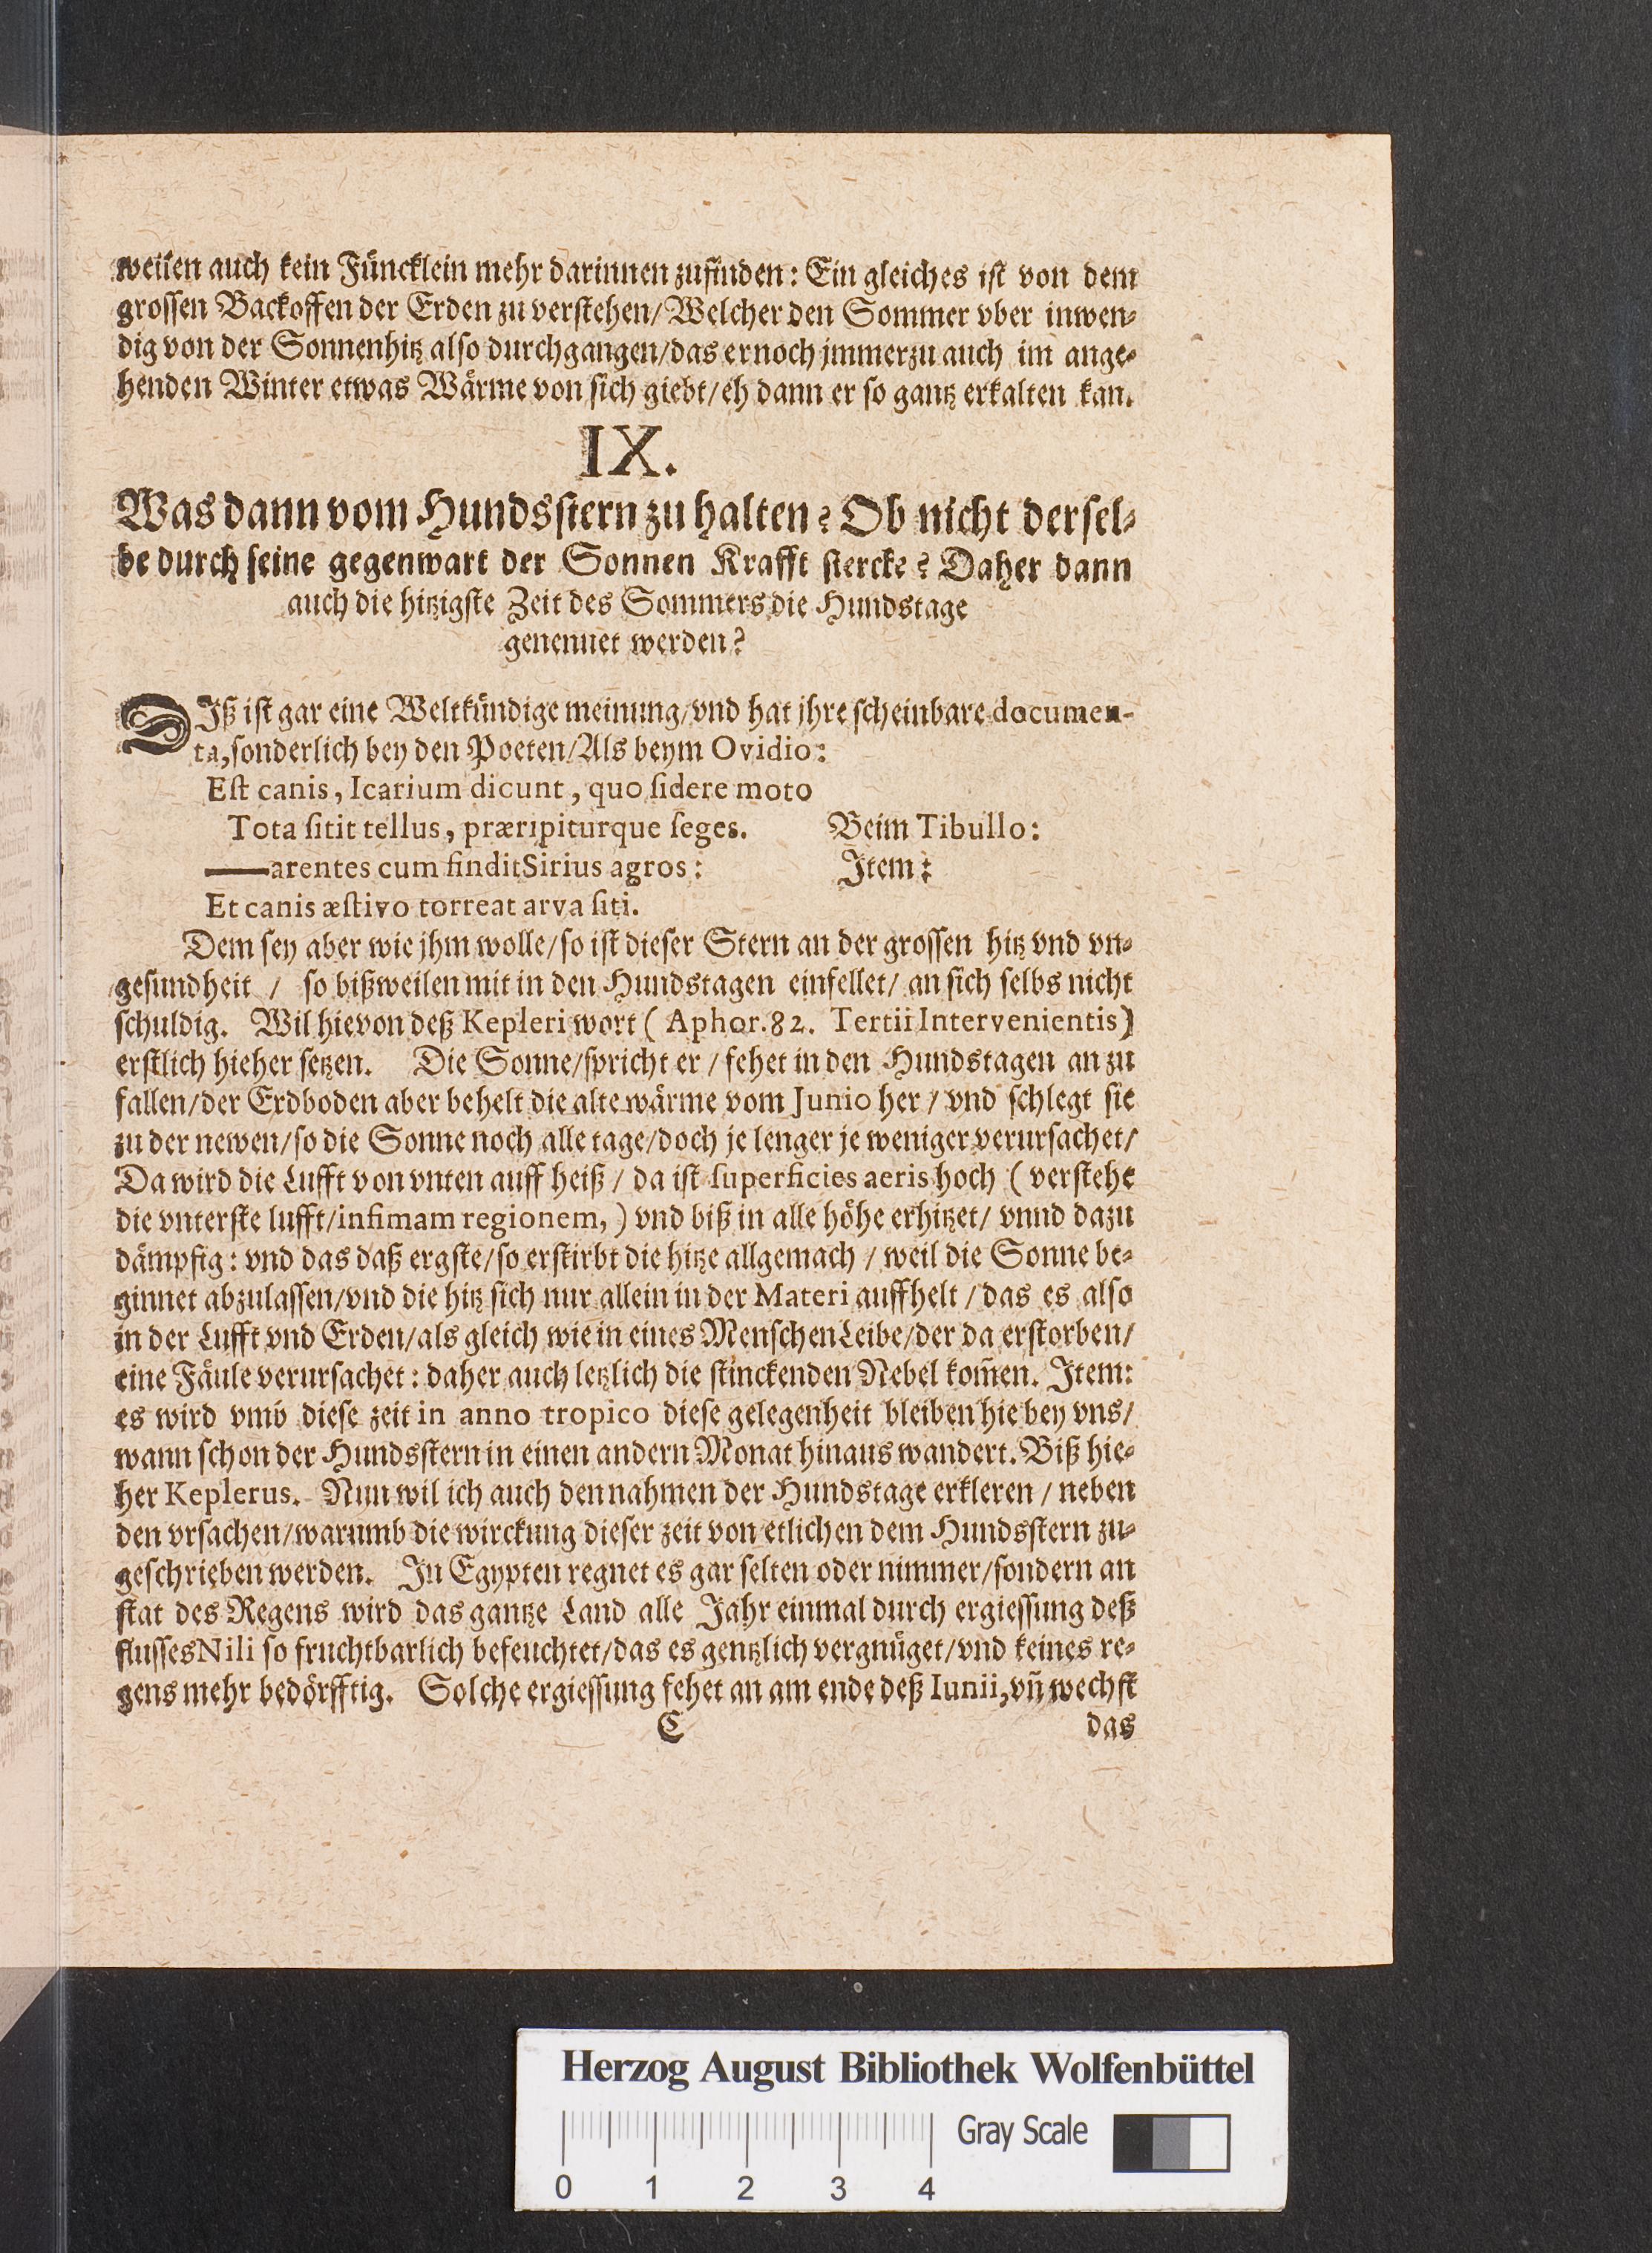 weilen auch kein Füncklein mehr darinnen zufinden: Ein gleiches ist von dem
grossen Backoffen der Erden zu verstehen/ Welcher den Sommer vber inwen-
dig von der Sonnenhitz also durchgangen/das er noch jmmerzu auch im ange-
henden Winter etwas Wärme von sich giebt/eh dann er so gantz erkalten kan.
IX.
Was dann vom Hundsstern zu halten? Ob nicht dersel-
be durch seine gegenwart der Sonnen Krafft stercke? Daher dann
auch die hitzigste Zeit des Sommers die Hundstage
genennet werden?
DIß ist gar eine Weltkündige meinung/vnd hat jhre scheinbare documen-
ta, sonderlich bey den Poeten/Als beym Ovidio:
Est canis, Icarium dicunt, quo sidere moto
Tota sitit tellus, præripiturque seges. Beim Tibullo:
——arentes cum findit Sirius agros: Item:
Et canis æstivo torreat arva siti.
Dem sey aber wie jhm wolle/so ist dieser Stern an der grossen hitz vnd vn-
gesundheit / so bißweilen mit in den Hundstagen einfellet/ an sich selbs nicht
schuldig. Wil hievon deß Kepleri wort ( Aphor. 82. Tertii Intervenientis)
erstlich hieher setzen. Die Sonne/spricht er / fehet in den Hundstagen an zu
fallen/der Erdboden aber behelt die alte wärme vom Junio her / vnd schlegt sie
zu der newen/so die Sonne noch alle tage/doch je lenger je weniger verursachet/
Da wird die Lufft von vnten auff heiß / da ist superficies aeris hoch ( verstehe
die vnterste lufft/infimam regionem, ) vnd biß in alle höhe erhitzet/ vnnd dazu
dämpfig: vnd das daß ergste/so erstirbt die hitze allgemach / weil die Sonne be-
ginnet abzulassen/vnd die hitz sich nur allein in der Materi auffhelt / das es also
in der Lufft vnd Erden/als gleich wie in eines Menschen Leibe/der da erstorben/
eine Fäule verursachet: daher auch letzlich die stinckenden Nebel kom̃en. Item:
es wird vmb diese zeit in anno tropico diese gelegenheit bleiben hie bey vns/
wann schon der Hundsstern in einen andern Monat hinaus wandert. Biß hie-
her Keplerus. Nun wil ich auch den nahmen der Hundstage erkleren / neben
den vrsachen/warumb die wirckung dieser zeit von etlichen dem Hundsstern zu-
geschrieben werden. In Egypten regnet es gar selten oder nimmer/sondern an
stat des Regens wird das gantze Land alle Jahr einmal durch ergiessung deß
flusses Nili so fruchtbarlich befeuchtet/das es gentzlich vergnüget/vnd keines re-
gens mehr bedörfftig. Solche ergiessung fehet an am ende deß Iunii, vñ wechst
C das
Herzog August Bibliothek Wolfenbüttel
Gray Scale
0 1 2 3 4